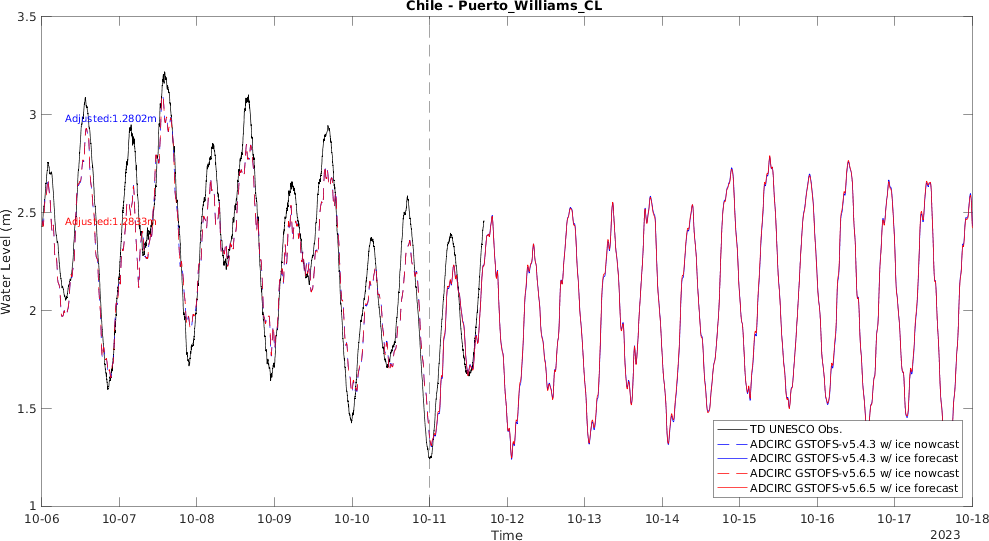 Chile - Puerto_Williams_CL
3.5
3
2.5
2
1.5
1
Water Level (m)
Adjusted:1.2802m
Adjusted:1.2833m
TD UNESCO Obs.
ADCIRC GSTOFS-v5.4.3 w/ ice nowcast
ADCIRC GSTOFS-v5.4.3 w/ ice forecast
ADCIRC GSTOFS-v5.6.5 w/ ice nowcast
ADCIRC GSTOFS-v5.6.5 w/ ice forecast
10-06 10-07 10-08 10-09 10-10 10-11 10-12 10-13 10-14 10-15 10-16 10-17 10-18
Time
2023